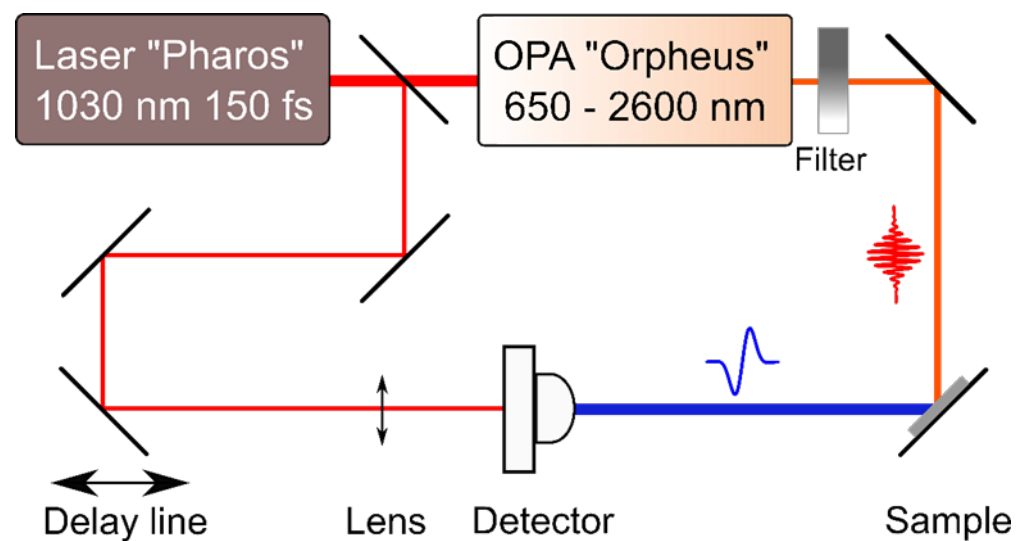 Laser "Pharos"
1030 nm 150 fs
OPA "Orpheus"
650 - 2600 nm
Filter
Delay line
Lens
Detector
Sample